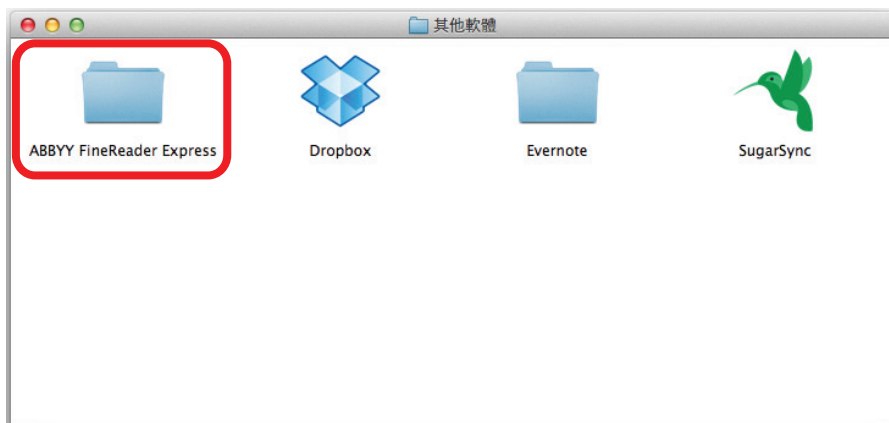 其他軟體
ABBYY FineReader Express
Dropbox
Evernote
SugarSync